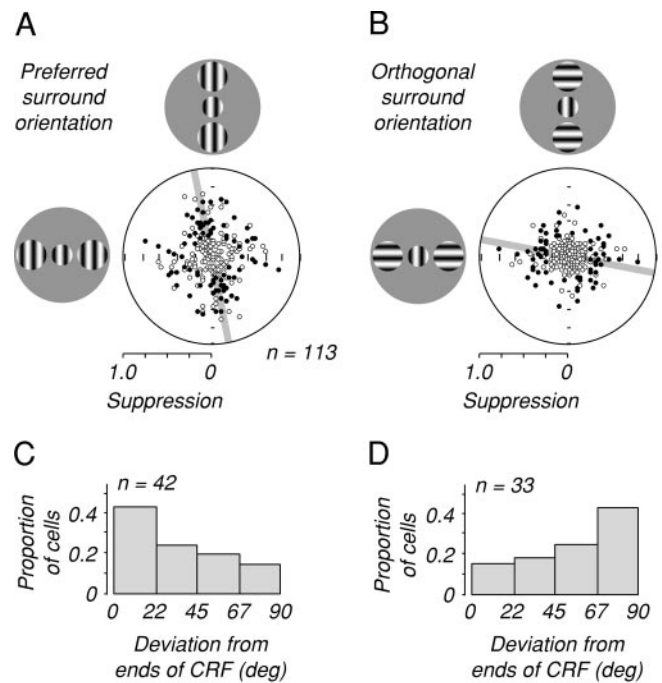 A
B
Preferred
surround
orientation
Orthogonal
surround
orientation
n = 113
1.0 0
Suppression
1.0 0
Suppression
C
D
n = 42
Proportion
of cells
0.4
0.2
0
0 22 45 67 90
Deviation from
ends of CRF (deg)
n = 33
Proportion
of cells
0.4
0.2
0
0 22 45 67 90
Deviation from
ends of CRF (deg)